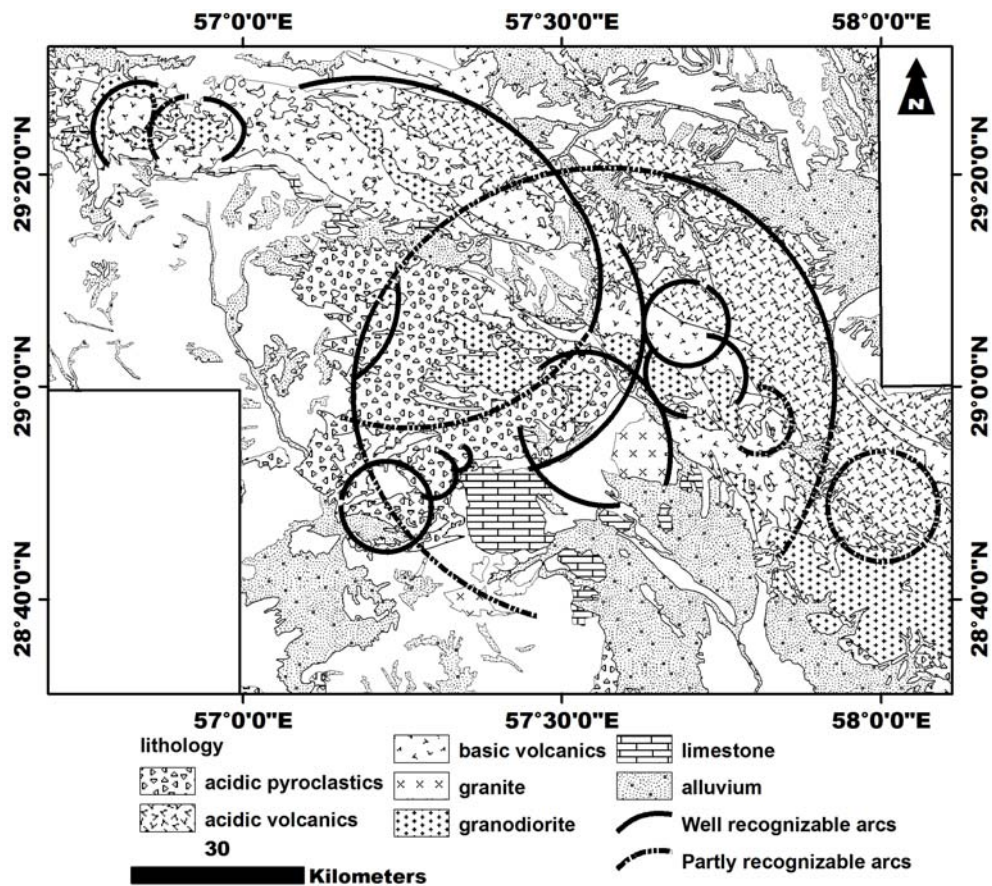 57°0'0"E 57°30'0"E 58°0'0"E
N
29°20'0"N 29°20'0"N
29°0'0"N 29°0'0"N
28°40'0"N 28°40'0"N
57°0'0"E 57°30'0"E 58°0'0"E
lithology
acidic pyroclastics
acidic volcanics
basic volcanics
granite
granodiorite
limestone
alluvium
Well recognizable arcs
Partly recognizable arcs
30
Kilometers